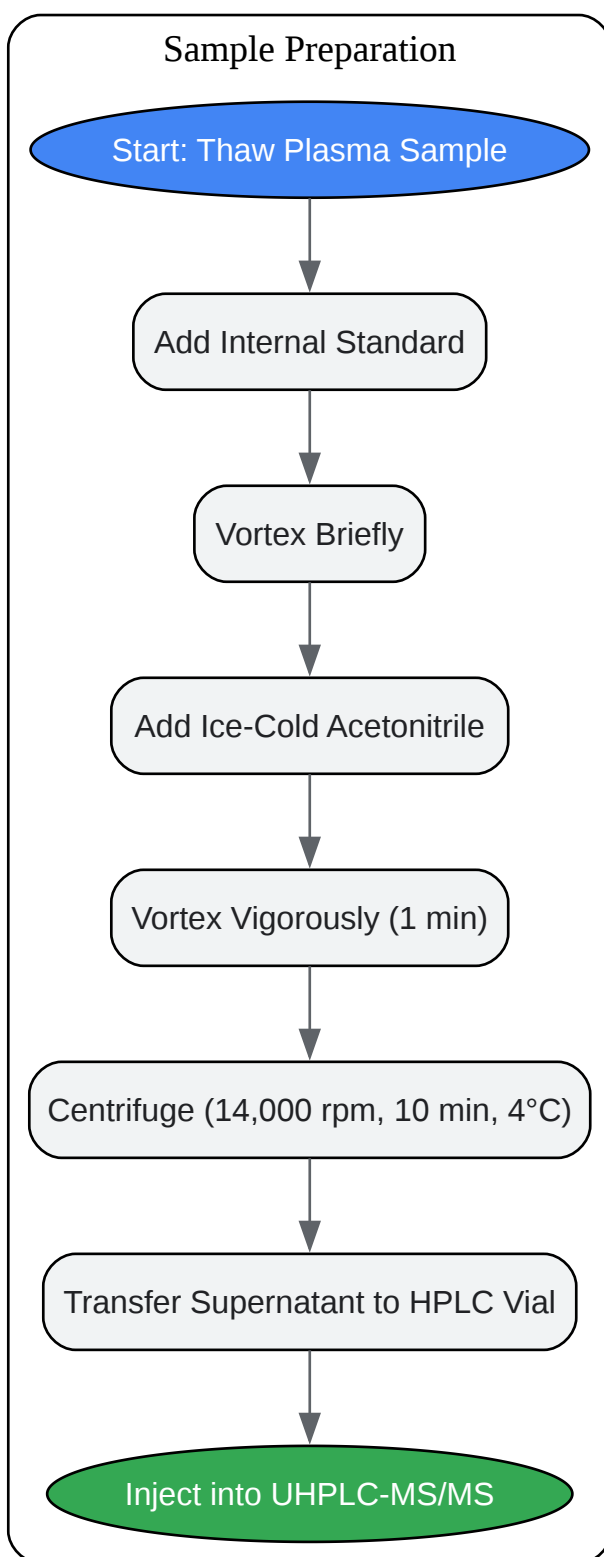 Sample Preparation
Start: Thaw Plasma Sample
Add Internal Standard
Vortex Briefly
Add Ice-Cold Acetonitrile
Vortex Vigorously (1 min)
Centrifuge (14,000 rpm, 10 min, 4°C)
Transfer Supernatant to HPLC Vial
Inject into UHPLC-MS/MS